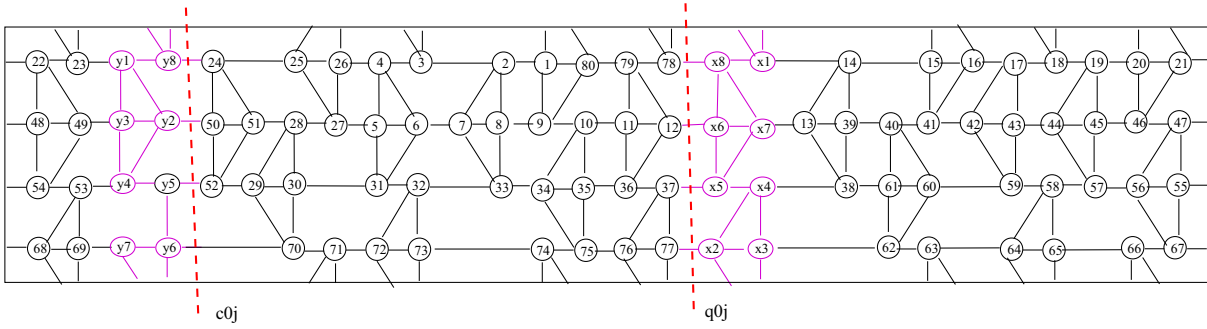 22 23 y1 y8 24 25 26 4 3 2 1 80 79 78 x8 x1 14 15 16 17 18 19 20 21
48 49 y3 y2 50 51 28 27 5 6 7 8 9 10 11 12 x6 x7 13 39 40 41 42 43 44 45 46 47
54 53 y4 y5 52 29 30 31 32 33 34 35 36 37 x5 x4 38 61 60 59 58 57 56 55
68 69 y7 y6 70 71 72 73 74 75 76 77 x2 x3 62 63 64 65 66 67
c0j q0j